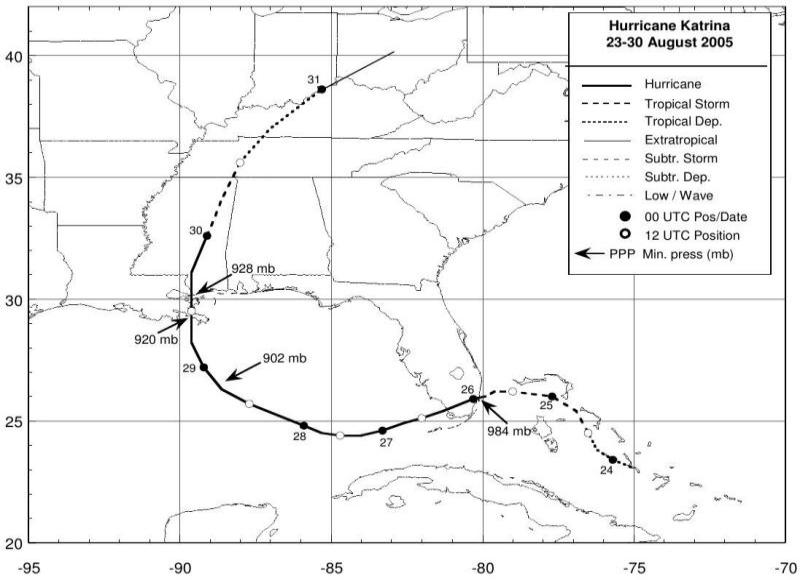 Hurricane Katrina
23-30 August 2005
Hurricane
Tropical Storm
Tropical Dep.
Extratropical
Subtr. Storm
Subtr. Dep.
Low / Wave
00 UTC Pos/Date
12 UTC Position
PPP Min. press (mb)
40
31
35
30
928 mb
30
920 mb
29
902 mb
26
25
25
984 mb
28
27
24
20
-95
-90
-85
-80
-75
-70